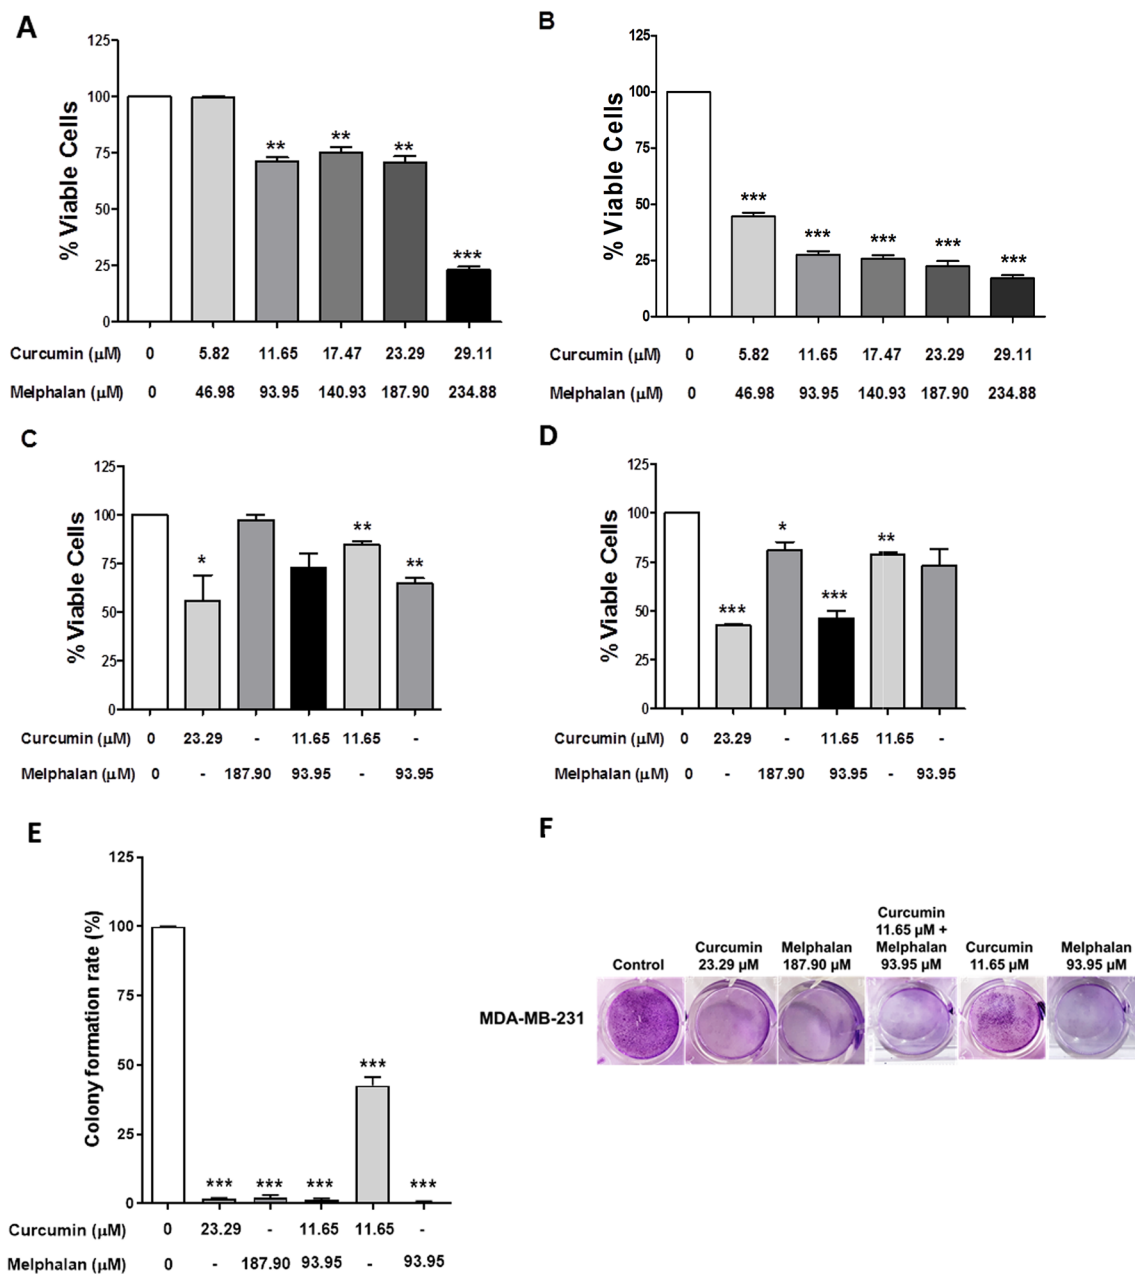 A
% Viable Cells
125
100
75
50
25
0
** ** ** ***
Curcumin (μM) 0 5.82 11.65 17.47 23.29 29.11
Melphalan (μM) 0 46.98 93.95 140.93 187.90 234.88
B
% Viable Cells
125
100
75
50
25
0
*** *** *** *** ***
Curcumin (μM) 0 5.82 11.65 17.47 23.29 29.11
Melphalan (μM) 0 46.98 93.95 140.93 187.90 234.88
C
% Viable Cells
125
100
75
50
25
0
* ** **
Curcumin (μM) 0 23.29 - 11.65 11.65 -
Melphalan (μM) 0 - 187.90 93.95 - 93.95
D
% Viable Cells
125
100
75
50
25
0
*** * *** **
Curcumin (μM) 0 23.29 - 11.65 11.65 -
Melphalan (μM) 0 - 187.90 93.95 - 93.95
E
Colony formation rate (%)
125
100
75
50
25
0
*** *** *** *** ***
Curcumin (μM) 0 23.29 - 11.65 11.65 -
Melphalan (μM) 0 - 187.90 93.95 - 93.95
F
Control
Curcumin
23.29 μM
Melphalan
187.90 μM
Curcumin
11.65 μM +
Melphalan
93.95 μM
Curcumin
11.65 μM
Melphalan
93.95 μM
MDA-MB-231